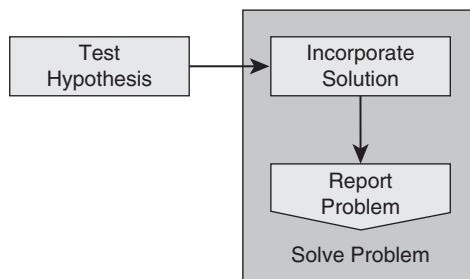 Test
Hypothesis
Incorporate
Solution
Report
Problem
Solve Problem